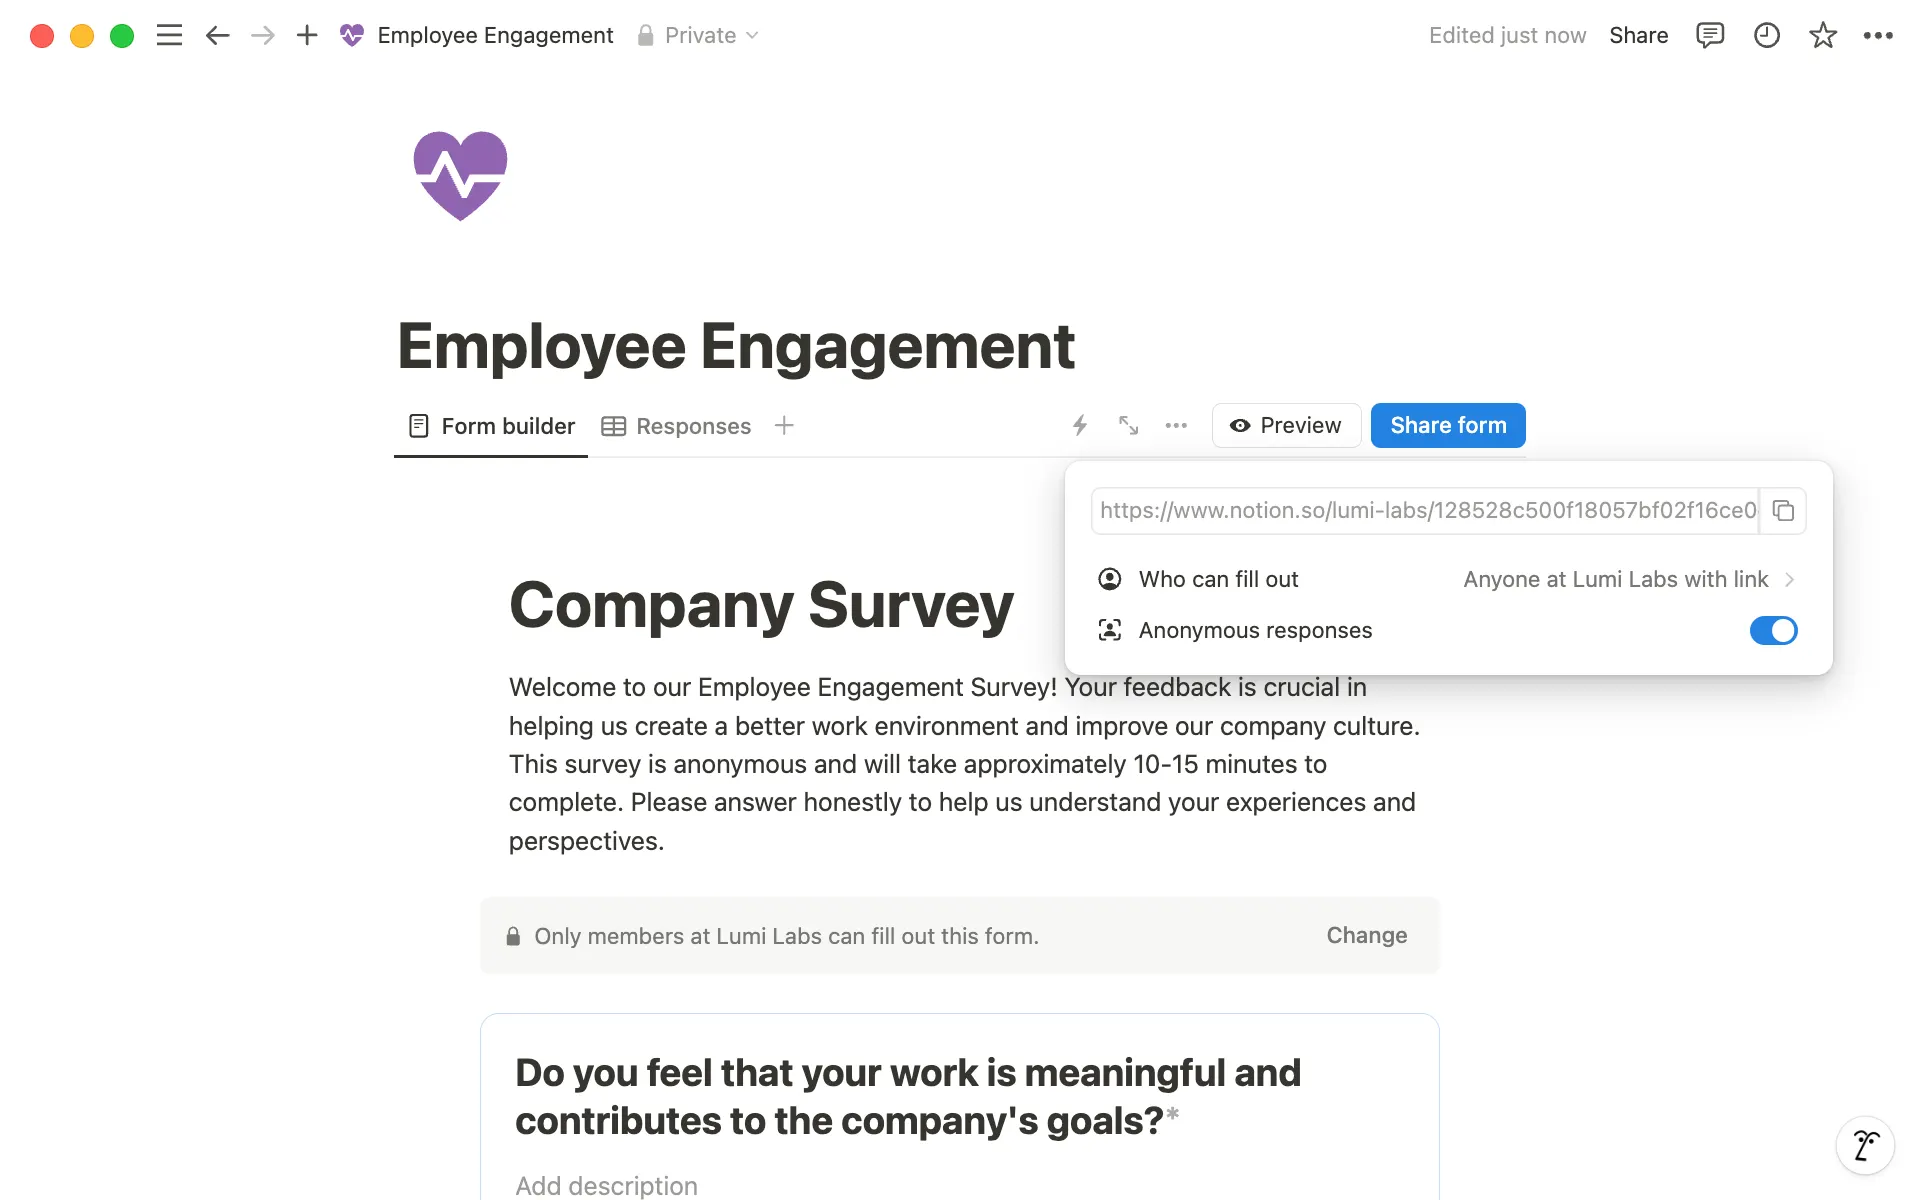 Employee Engagement Private Edited just now Share
Employee Engagement
Form builder Responses Preview Share form
https://www.notion.so/lumi-labs/128528c500f18057bf02f16ce0
Who can fill out Anyone at Lumi Labs with link
Anonymous responses
Company Survey
Welcome to our Employee Engagement Survey! Your feedback is crucial in
helping us create a better work environment and improve our company culture.
This survey is anonymous and will take approximately 10-15 minutes to
complete. Please answer honestly to help us understand your experiences and
perspectives.
Only members at Lumi Labs can fill out this form. Change
Do you feel that your work is meaningful and
contributes to the company's goals?*
Add description